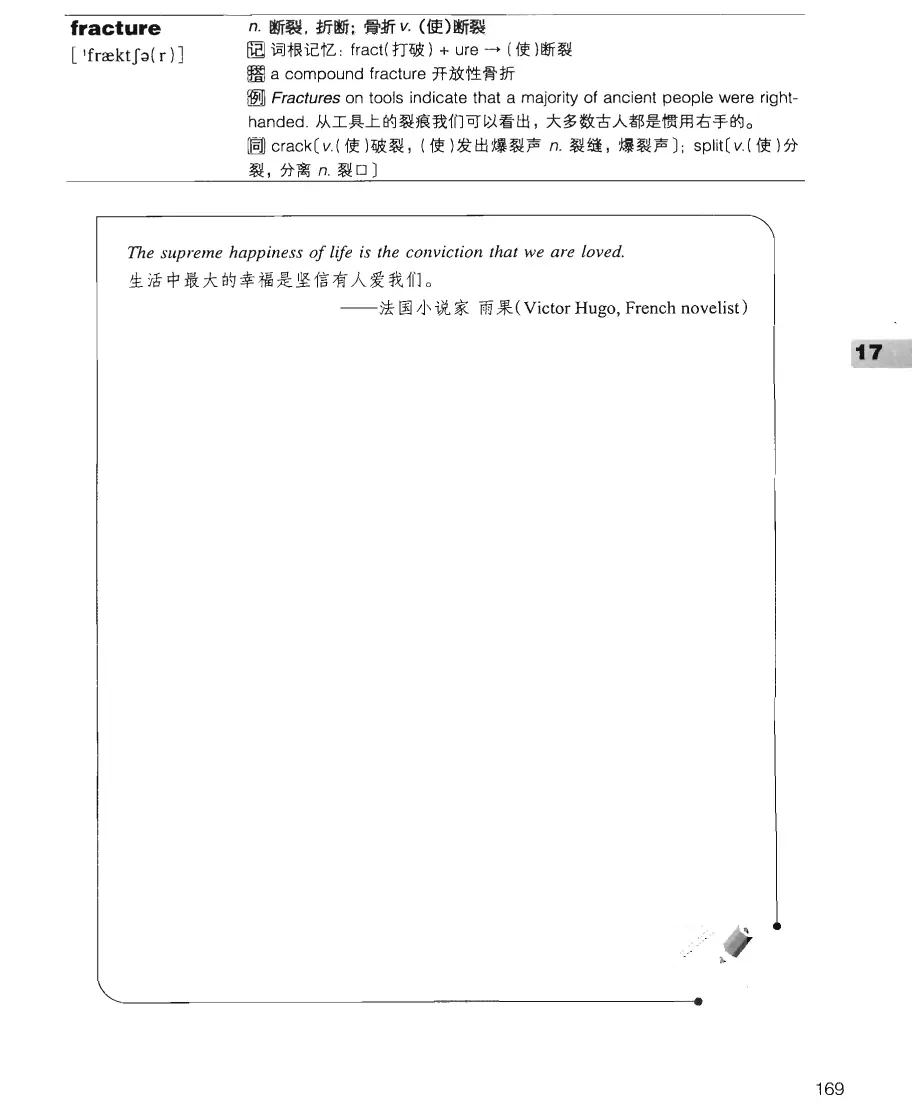 fracture
[ˈfræktʃə(r)]
n. 断裂, 折断; 骨折 v. (使)断裂
[记] 词根记忆: fract(打破) + ure → (使)断裂
[搭] a compound fracture 开放性骨折
[例] Fractures on tools indicate that a majority of ancient people were right-
handed. 从工具上的裂痕我们可以看出，大多数古人都是惯用右手的。
[同] crack〔v.(使)破裂，(使)发出爆裂声 n. 裂缝，爆裂声〕; split〔v.(使)分
裂，分离 n. 裂口〕
The supreme happiness of life is the conviction that we are loved.
生活中最大的幸福是坚信有人爱我们。
——法国小说家 雨果(Victor Hugo, French novelist)
17
169